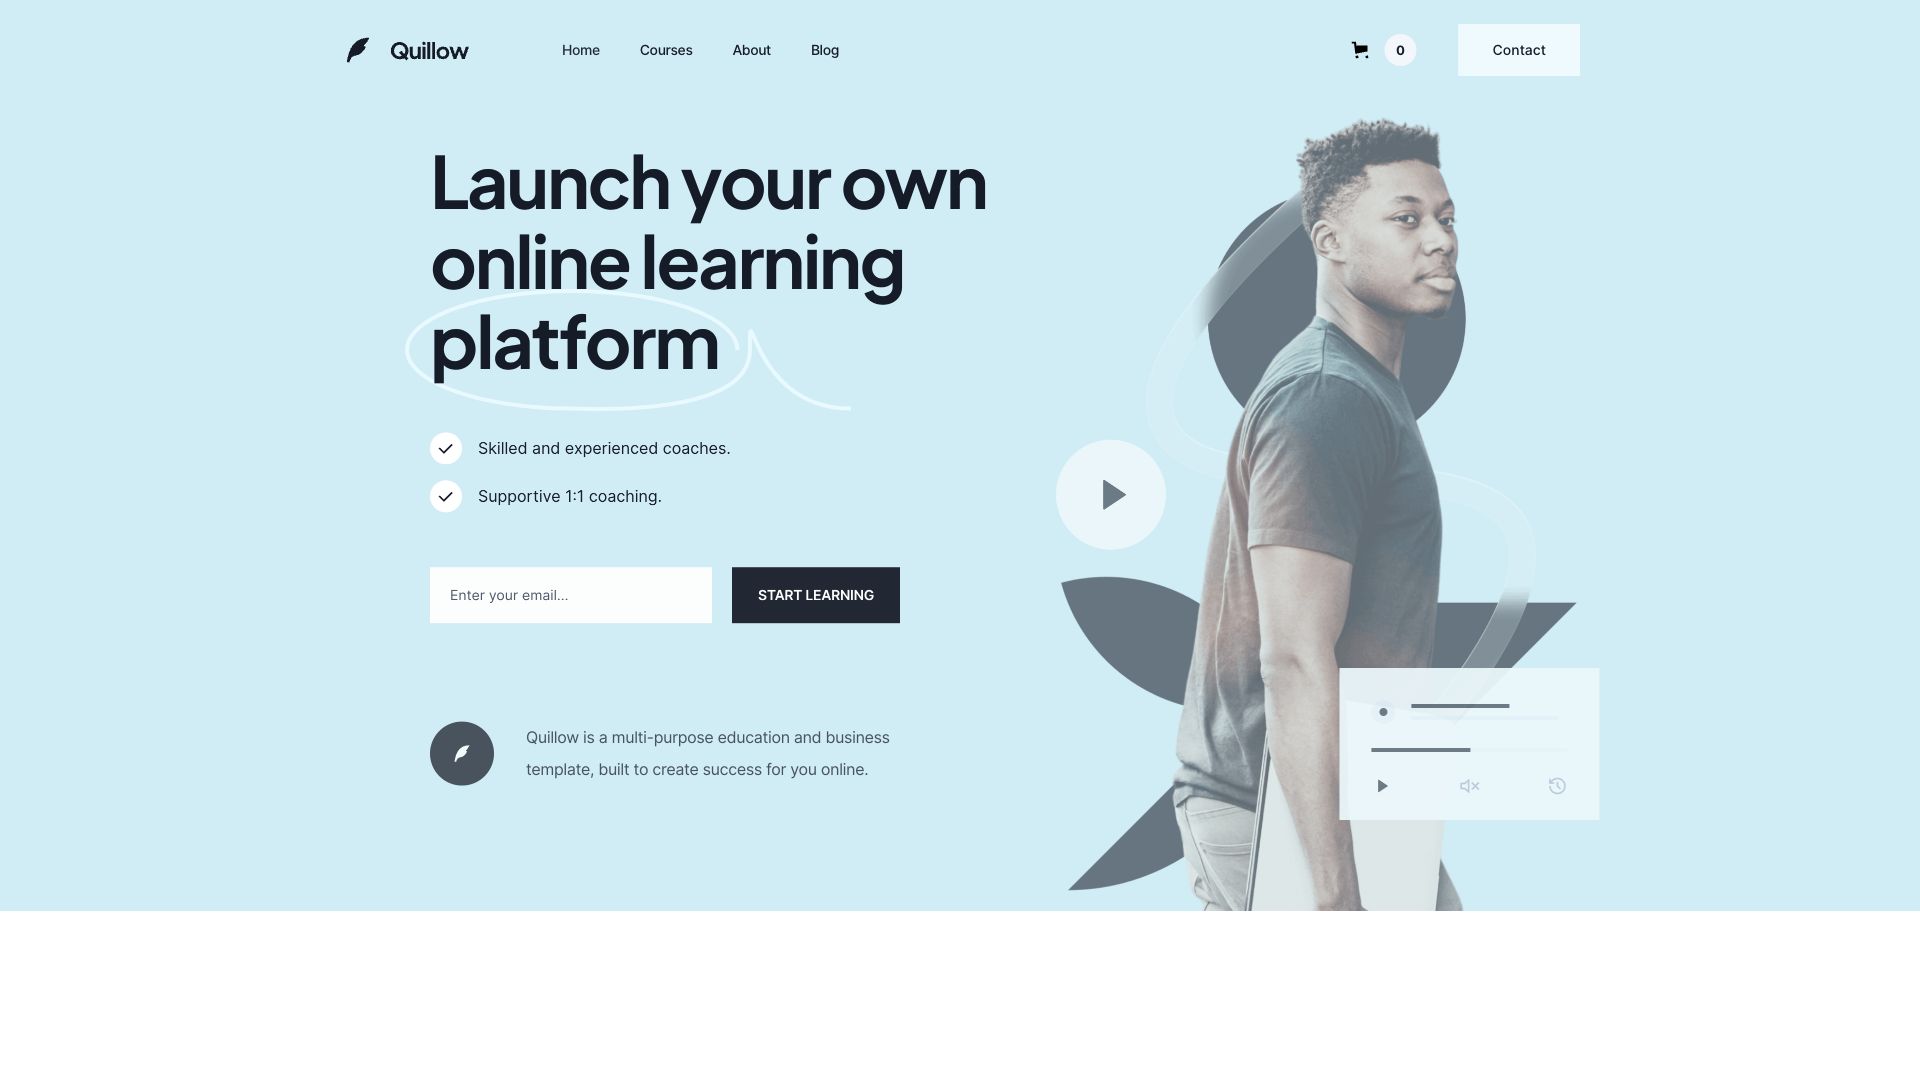 Quillow
Home
Courses
About
Blog
0
Contact
Launch your own
online learning
platform
Skilled and experienced coaches.
Supportive 1:1 coaching.
Enter your email...
START LEARNING
Quillow is a multi-purpose education and business
template, built to create success for you online.